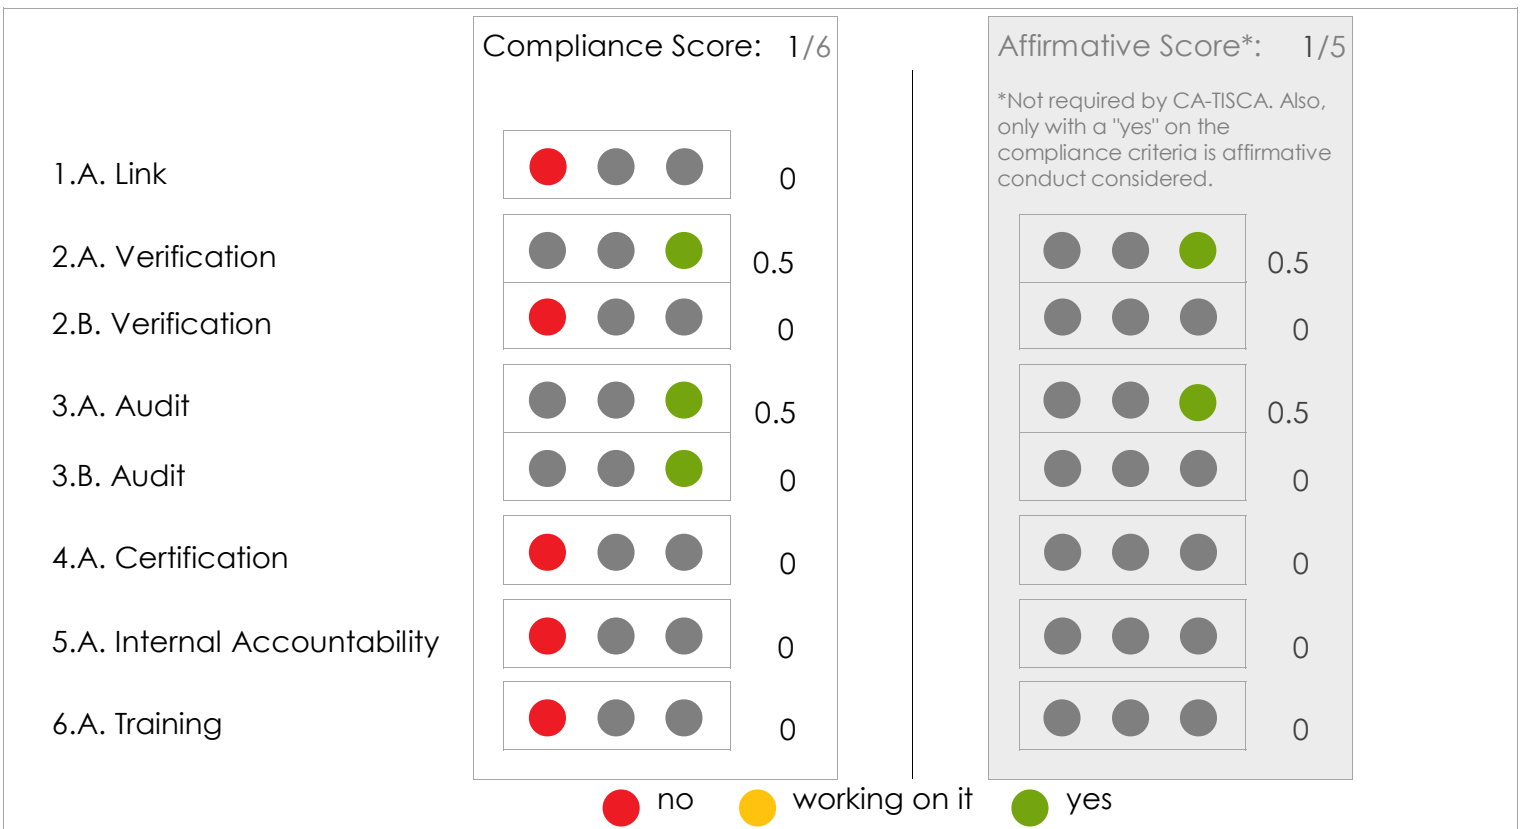 Compliance Score: 1/6
Affirmative Score*: 1/5
*Not required by CA-TISCA. Also,
only with a "yes" on the
compliance criteria is affirmative
conduct considered.
1.A. Link 0
2.A. Verification 0.5 0.5
2.B. Verification 0 0
3.A. Audit 0.5 0.5
3.B. Audit 0 0
4.A. Certification 0 0
5.A. Internal Accountability 0 0
6.A. Training 0 0
no working on it yes